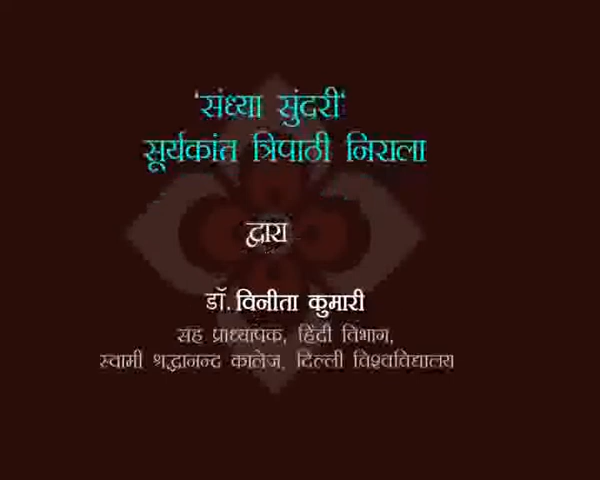 'संध्या सुंदरी'
सूर्यकांत त्रिपाठी निराला
द्वारा
डॉ. विनीता कुमारी
सह प्राध्यापक, हिंदी विभाग,
स्वामी श्रद्धानन्द कालेज, दिल्ली विश्वविद्यालय